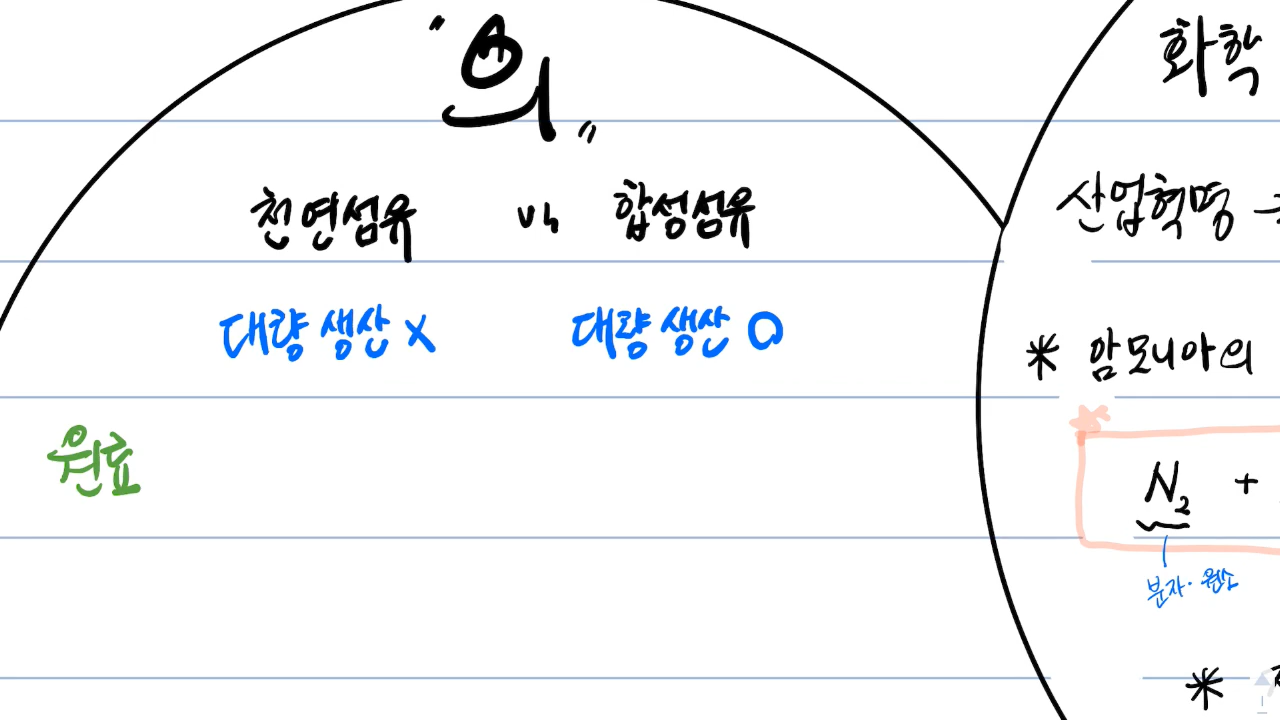 "의"
천연섬유 vs 합성섬유
대량 생산 X 대량 생산 O
원료
화학
산업혁명
* 암모니아의
N₂ +
분자· 원소
*